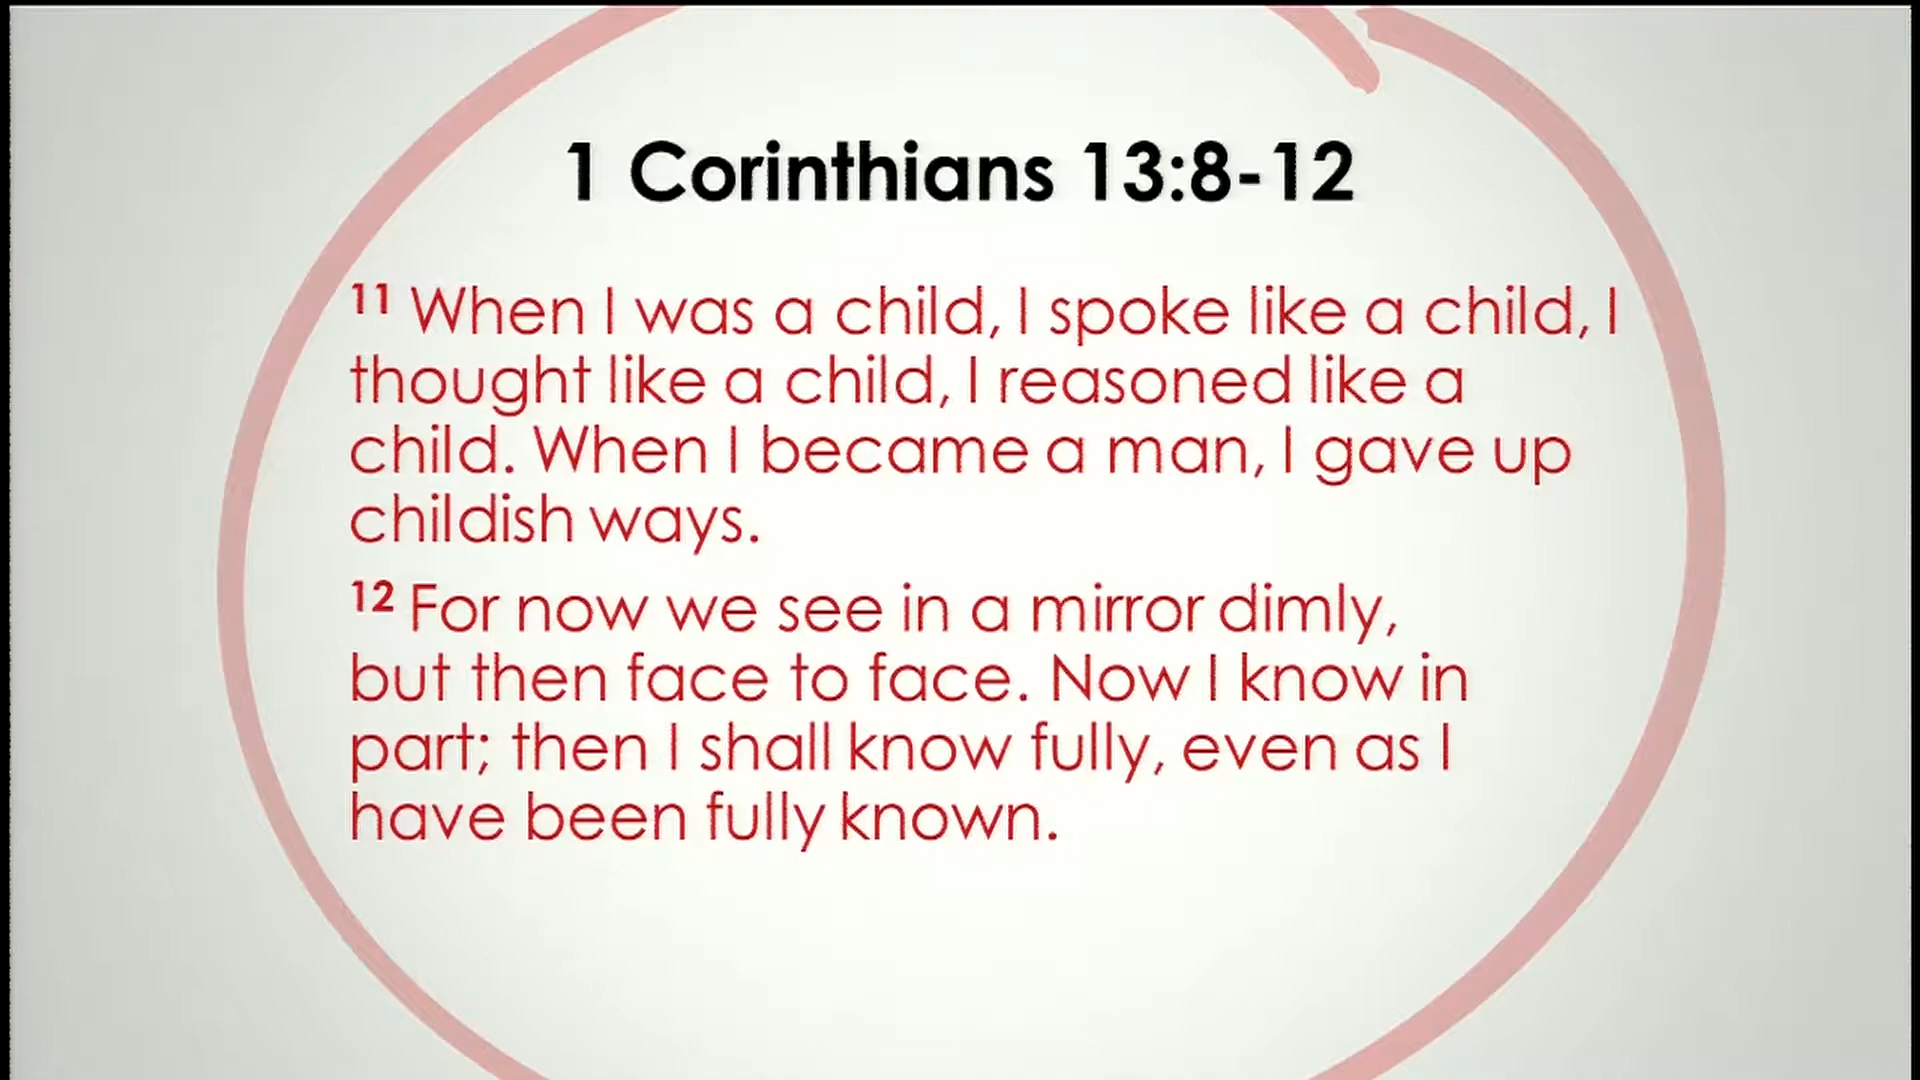 1 Corinthians 13:8-12
11 When I was a child, I spoke like a child, I
thought like a child, I reasoned like a
child. When I became a man, I gave up
childish ways.
12 For now we see in a mirror dimly,
but then face to face. Now I know in
part; then I shall know fully, even as I
have been fully known.